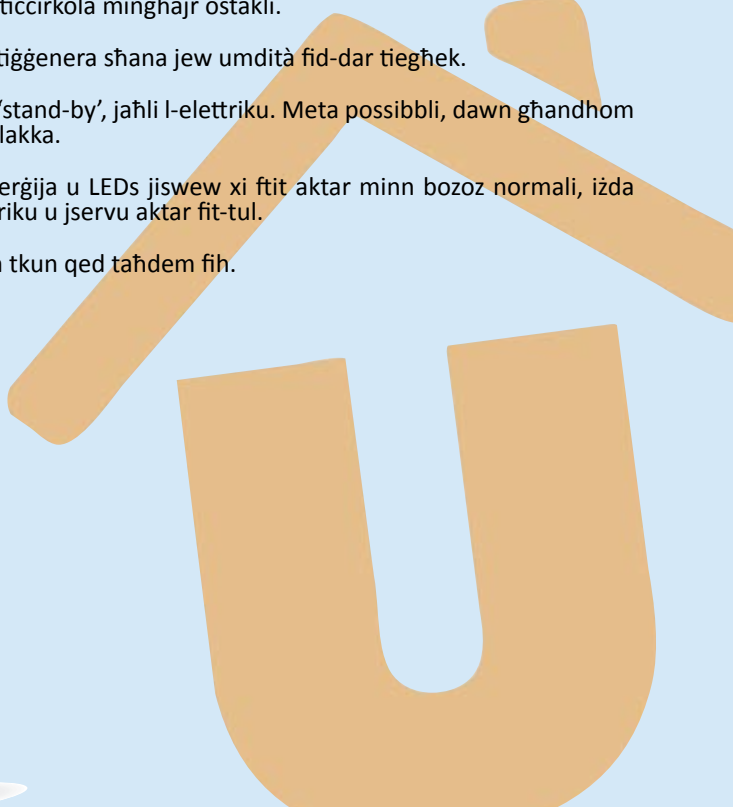 tiċċirkola mingħajr ostakli.
tiġġenera sħana jew umdità fid-dar tiegħek.
'stand-by', jaħli l-elettriku. Meta possibbli, dawn għandhom
lakka.
erġija u LEDs jiswew xi ftit aktar minn bozoz normali, iżda
riku u jservu aktar fit-tul.
tkun qed taħdem fih.